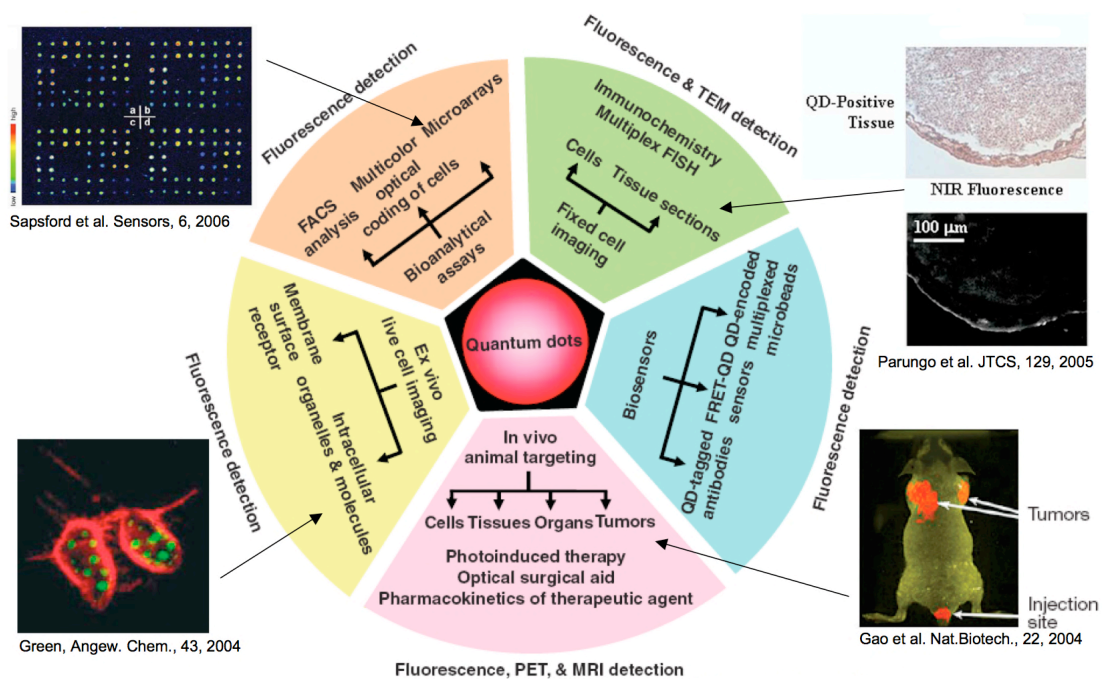 high
low
a b
c d
Sapsford et al. Sensors, 6, 2006
Fluorescence detection
Microarrays
Multicolor
optical
coding of cells
FACS
analysis
Bioanalytical
assays
Fluorescence & TEM detection
Immunochemistry
Multiplex FISH
Cells
Tissue sections
Fixed cell
imaging
QD-Positive
Tissue
NIR Fluorescence
100 µm
Parungo et al. JTCS, 129, 2005
Quantum dots
Fluorescence detection
Membrane
surface
receptor
Ex vivo
live cell imaging
Intracellular
organelles & molecules
Fluorescence detection
Biosensors
QD-encoded
multiplexed
microbeads
FRET-QD
sensors
QD-tagged
antibodies
In vivo
animal targeting
Cells Tissues Organs Tumors
Photoinduced therapy
Optical surgical aid
Pharmacokinetics of therapeutic agent
Fluorescence, PET, & MRI detection
Green, Angew. Chem., 43, 2004
Tumors
Injection
site
Gao et al. Nat.Biotech., 22, 2004